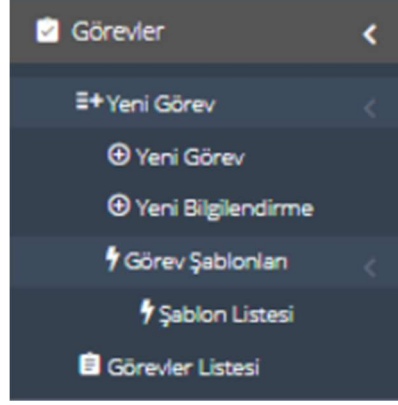 Görevler
Yeni Görev
Yeni Görev
Yeni Bilgilendirme
Görev Şablonları
Şablon Listesi
Görevler Listesi